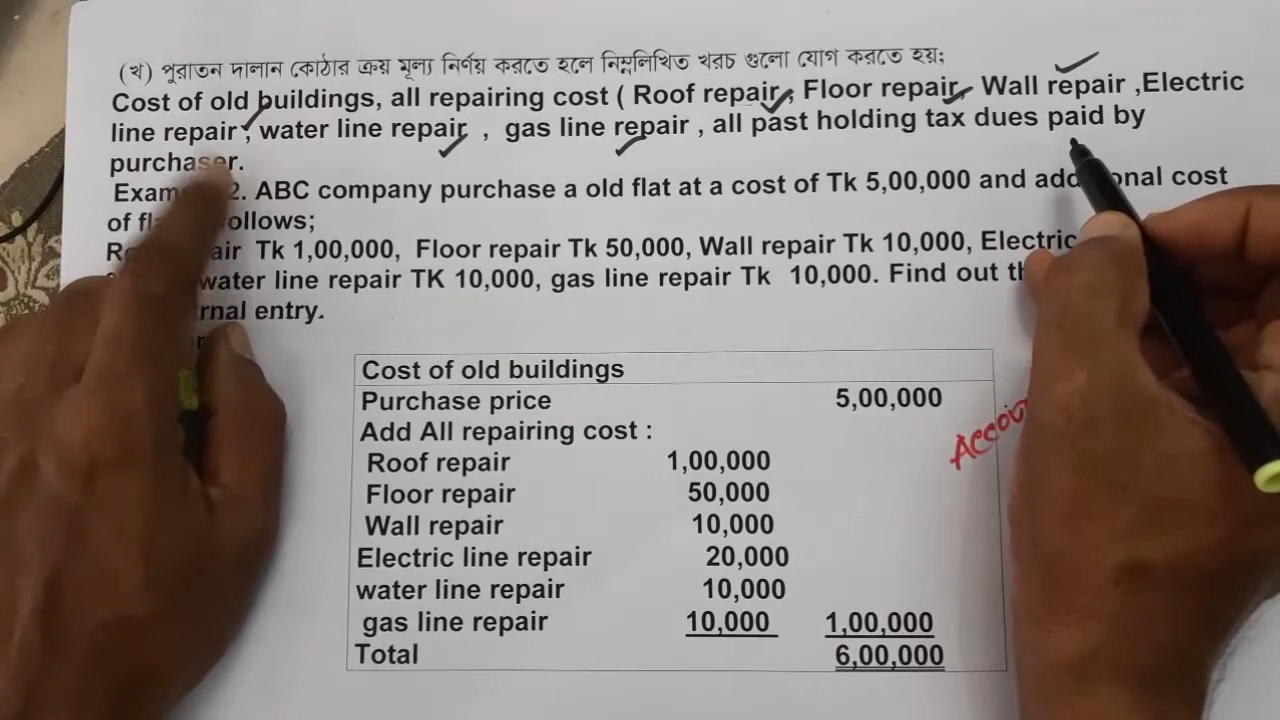 (খ) পুরাতন দালান কোঠার ক্রয় মূল্য নির্ণয় করতে হলে নিম্নলিখিত খরচ গুলো যোগ করতে হয়;
Cost of old buildings, all repairing cost ( Roof repair, Floor repair, Wall repair ,Electric
line repair, water line repair , gas line repair , all past holding tax dues paid by
purchaser.
2. ABC company purchase a old flat at a cost of Tk 5,00,000 and additional cost
of follows;
Tk 1,00,000, Floor repair Tk 50,000, Wall repair Tk 10,000, Electric
water line repair TK 10,000, gas line repair Tk 10,000. Find out
entry.
Cost of old buildings
Purchase price 5,00,000
Add All repairing cost :
Roof repair 1,00,000
Floor repair 50,000
Wall repair 10,000
Electric line repair 20,000
water line repair 10,000
gas line repair 10,000 1,00,000
Total 6,00,000